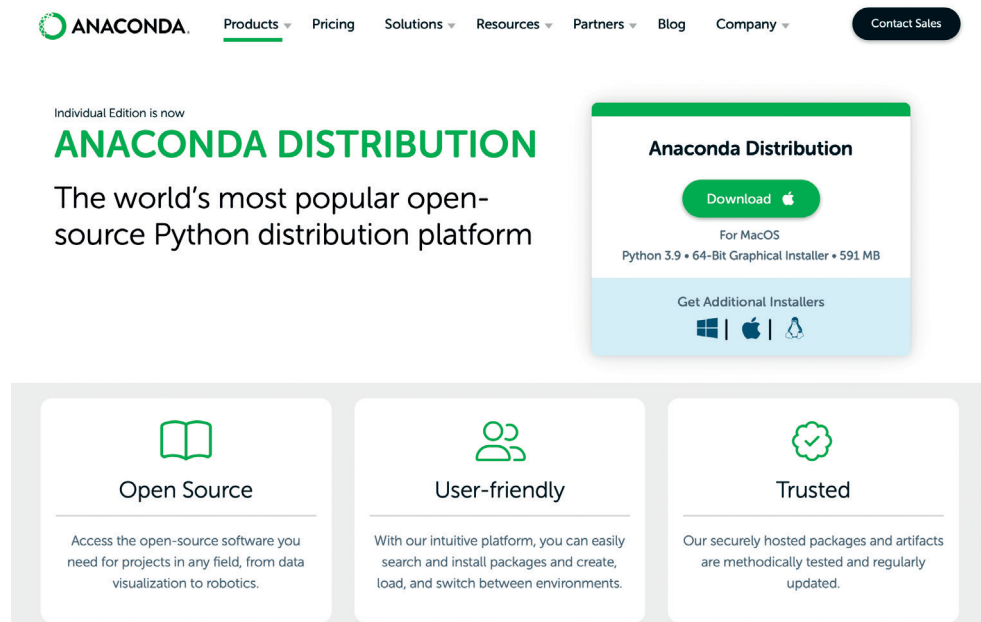 ANACONDA.
Products
Pricing
Solutions
Resources
Partners
Blog
Company
Contact Sales
Individual Edition is now
ANACONDA DISTRIBUTION
The world's most popular open-
source Python distribution platform
Anaconda Distribution
Download
For MacOS
Python 3.9 • 64-Bit Graphical Installer • 591 MB
Get Additional Installers
| |
Open Source
Access the open-source software you
need for projects in any field, from data
visualization to robotics.
User-friendly
With our intuitive platform, you can easily
search and install packages and create,
load, and switch between environments.
Trusted
Our securely hosted packages and artifacts
are methodically tested and regularly
updated.